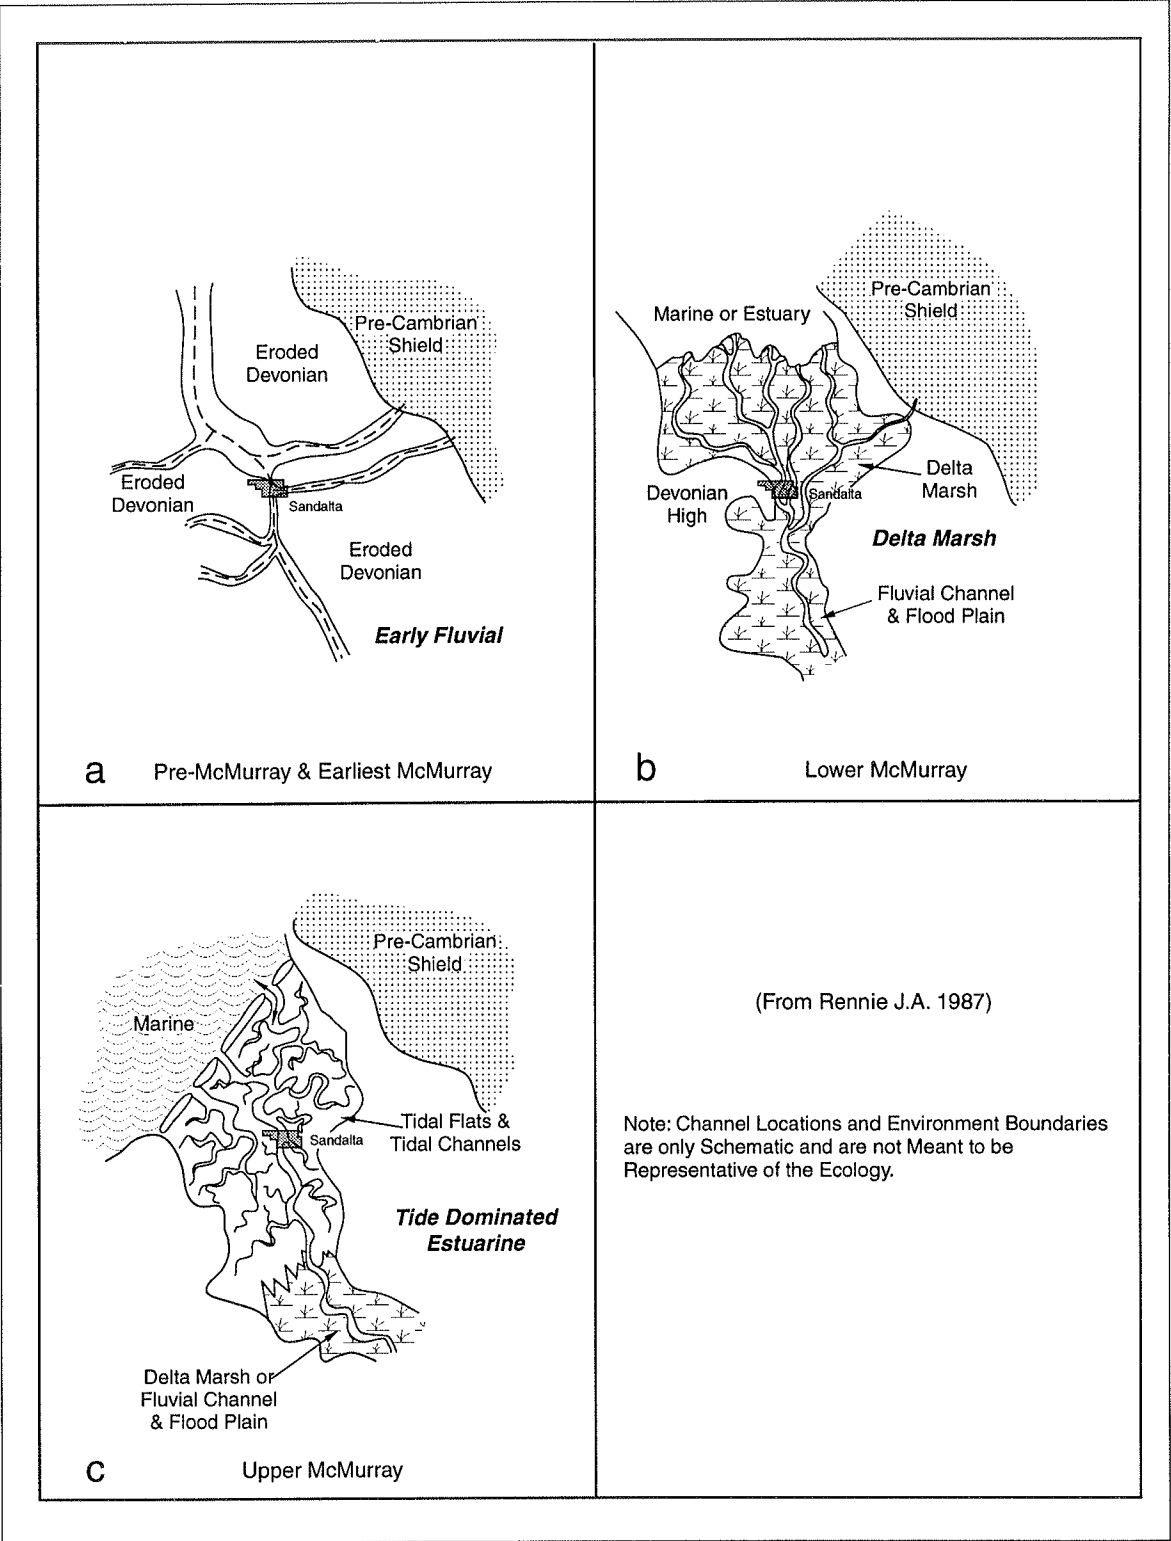 Pre-Cambrian
Shield
Eroded
Devonian
Eroded
Devonian
Sandalta
Eroded
Devonian
Early Fluvial
a
Pre-McMurray & Earliest McMurray
Pre-Cambrian
Shield
Marine or Estuary
Delta
Marsh
Devonian
High
Sandalta
Delta Marsh
Fluvial Channel
& Flood Plain
b
Lower McMurray
Pre-Cambrian
Shield
Marine
Tidal Flats &
Tidal Channels
Sandalta
Tide Dominated
Estuarine
Delta Marsh or
Fluvial Channel
& Flood Plain
c
Upper McMurray
(From Rennie J.A. 1987)
Note: Channel Locations and Environment Boundaries
are only Schematic and are not Meant to be
Representative of the Ecology.